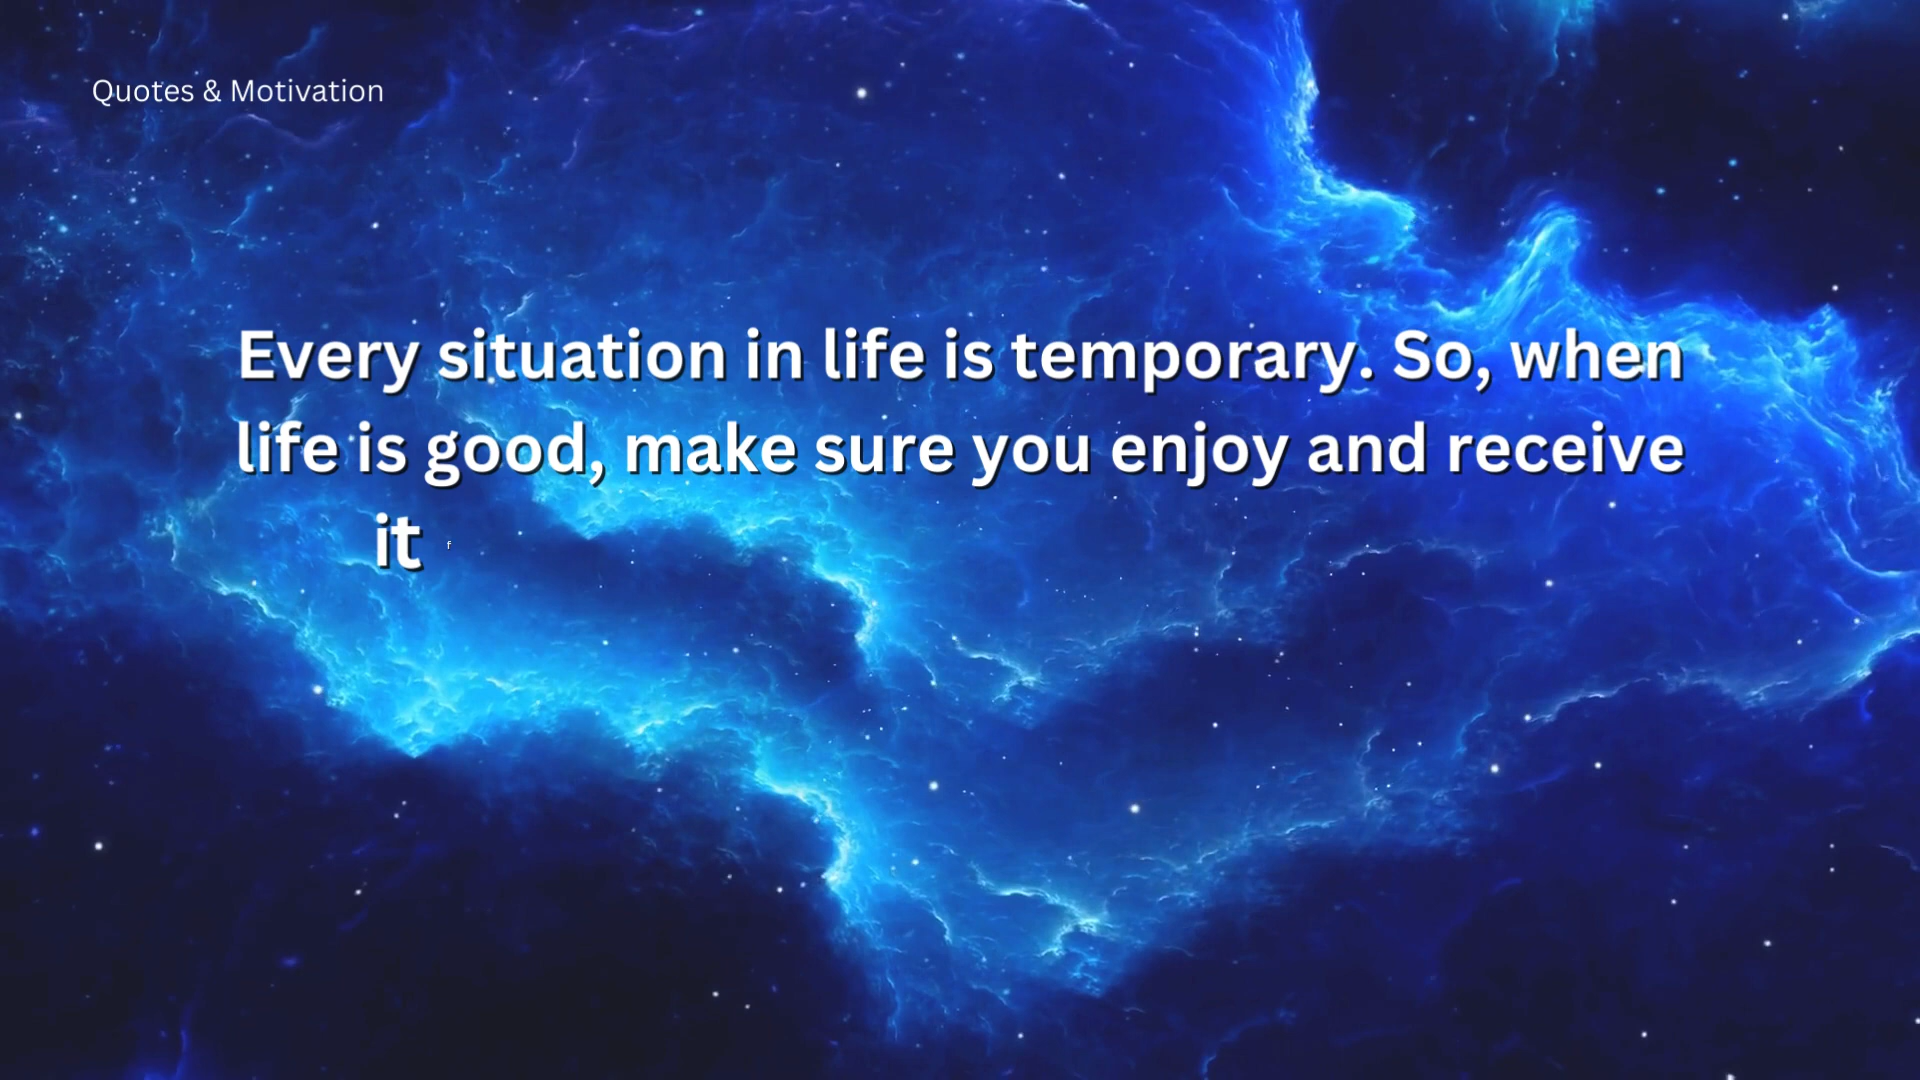 Quotes & Motivation
Every situation in life is temporary. So, when
life is good, make sure you enjoy and receive
it f